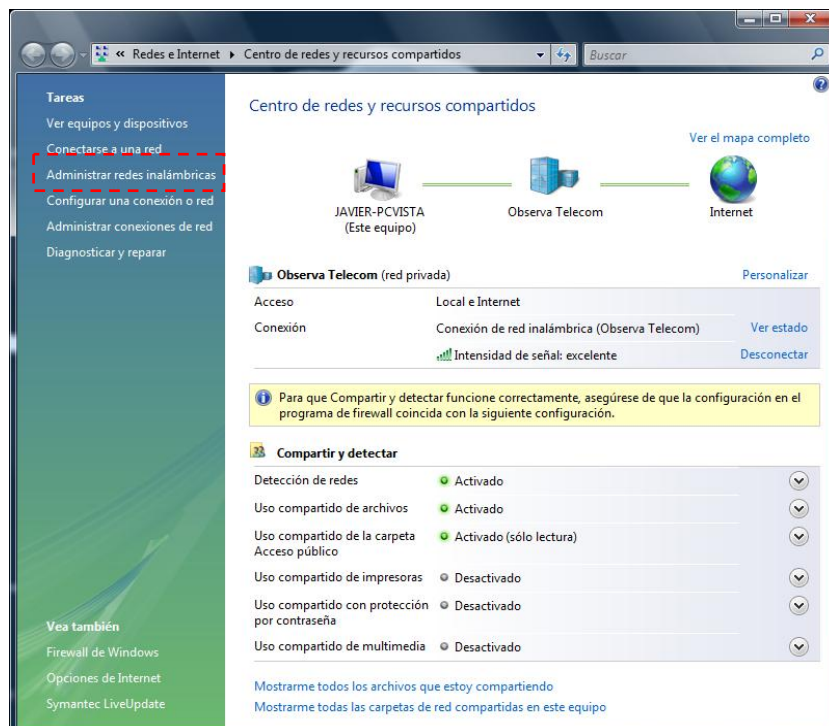 « Redes e Internet ▸ Centro de redes y recursos compartidos
Buscar
Tareas
Ver equipos y dispositivos
Conectarse a una red
Administrar redes inalámbricas
Configurar una conexión o red
Administrar conexiones de red
Diagnosticar y reparar
Vea también
Firewall de Windows
Opciones de Internet
Symantec LiveUpdate
Centro de redes y recursos compartidos
Ver el mapa completo
JAVIER-PCVISTA
(Este equipo)
Observa Telecom
Internet
Observa Telecom (red privada)
Personalizar
Acceso
Local e Internet
Conexión
Conexión de red inalámbrica (Observa Telecom)
Ver estado
Intensidad de señal: excelente
Desconectar
Para que Compartir y detectar funcione correctamente, asegúrese de que la configuración en el
programa de firewall coincida con la siguiente configuración.
Compartir y detectar
Detección de redes
Activado
Uso compartido de archivos
Activado
Uso compartido de la carpeta
Acceso público
Activado (sólo lectura)
Uso compartido de impresoras
Desactivado
Uso compartido con protección
por contraseña
Desactivado
Uso compartido de multimedia
Desactivado
Mostrarme todos los archivos que estoy compartiendo
Mostrarme todas las carpetas de red compartidas en este equipo